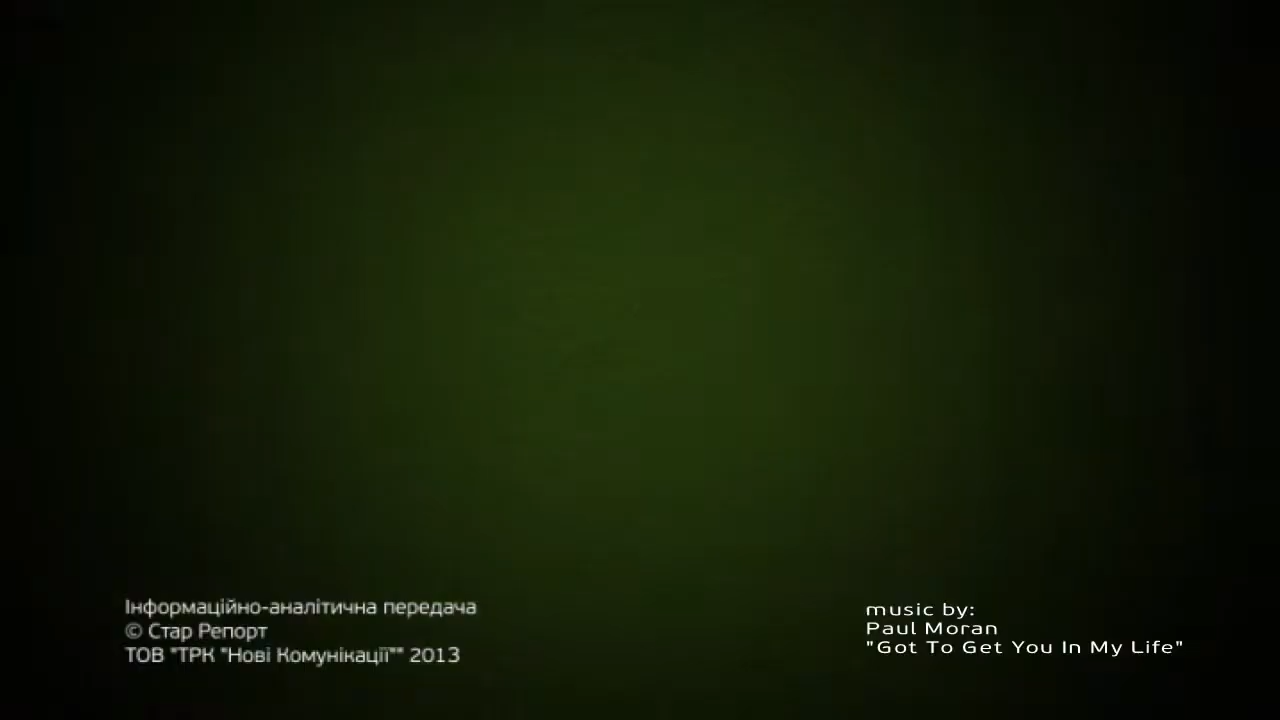 Інформаційно-аналітична передача
© Стар Репорт
ТОВ "ТРК "Нові Комунікації"" 2013
music by:
Paul Moran
"Got To Get You In My Life"